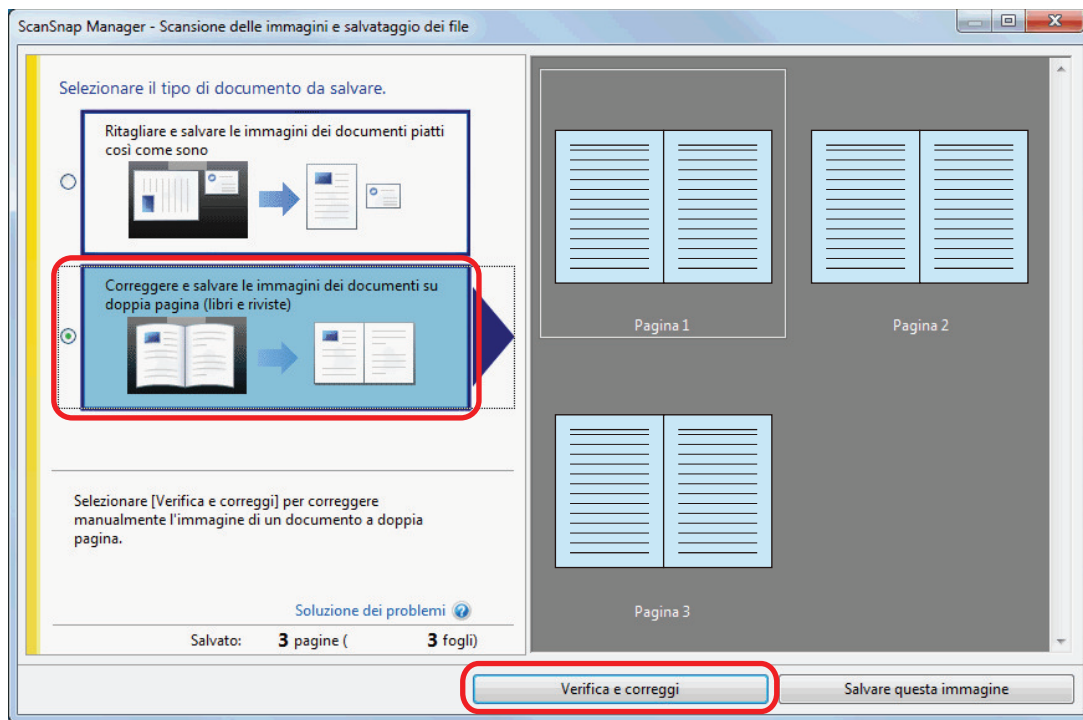 ScanSnap Manager - Scansione delle immagini e salvataggio dei file
Selezionare il tipo di documento da salvare.
Ritagliare e salvare le immagini dei documenti piatti
così come sono
Correggere e salvare le immagini dei documenti su
doppia pagina (libri e riviste)
Selezionare [Verifica e correggi] per correggere
manualmente l'immagine di un documento a doppia
pagina.
Soluzione dei problemi
Salvato: 3 pagine ( 3 fogli)
Pagina 1
Pagina 2
Pagina 3
Verifica e correggi
Salvare questa immagine